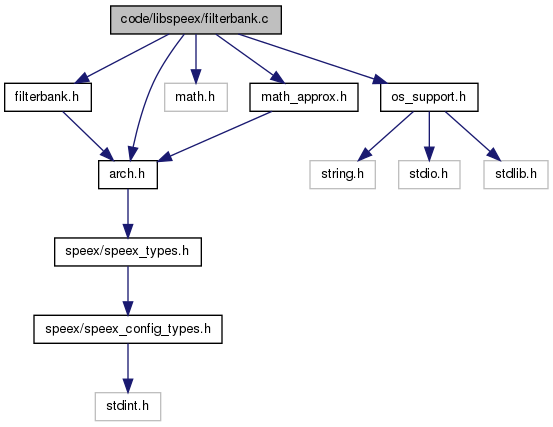 code/libspeex/filterbank.c
filterbank.h
math.h
math_approx.h
os_support.h
arch.h
string.h
stdio.h
stdlib.h
speex/speex_types.h
speex/speex_config_types.h
stdint.h